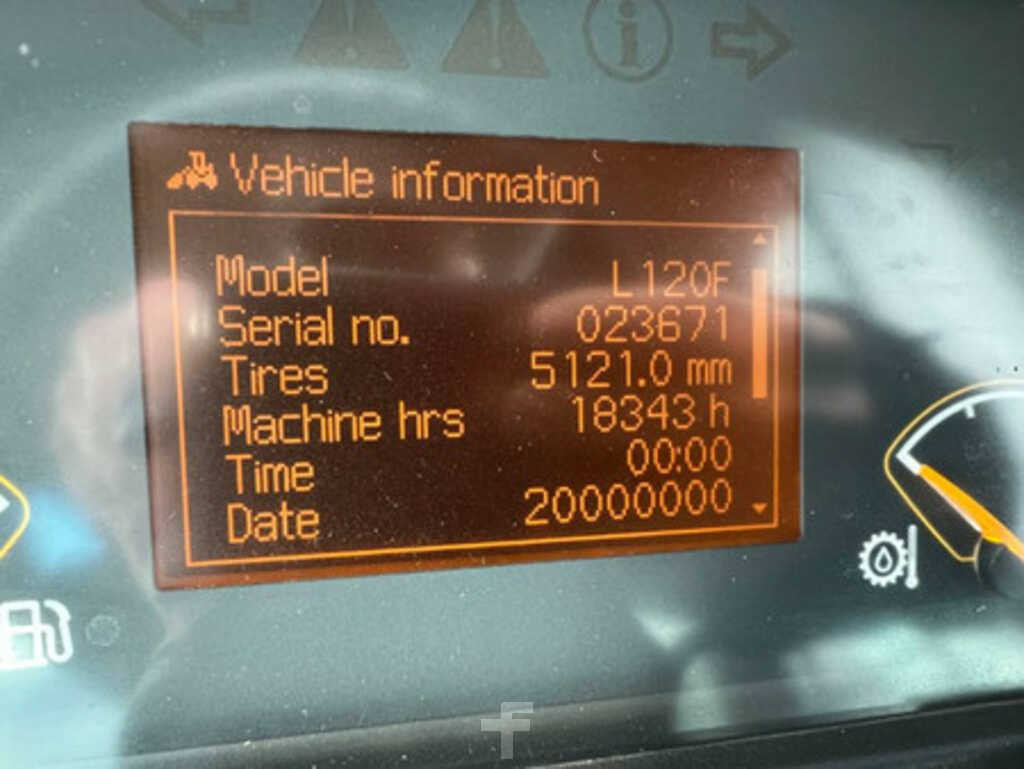 Vehicle information
Model L120F
Serial no. 023671
Tires 5121.0 mm
Machine hrs 18343 h
Time 00:00
Date 20000000